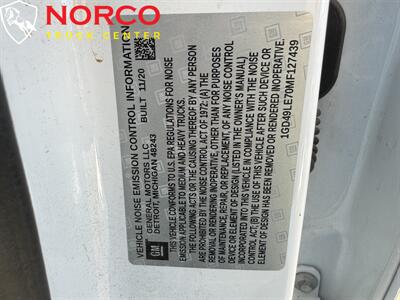 NORCO
TRUCK CENTER
VEHICLE NOISE EMISSION CONTROL INFORMATION
GENERAL MOTORS LLC BUILT 11/20
DETROIT, MICHIGAN 48243
THIS VEHICLE CONFORMS TO U.S. EPA REGULATIONS FOR NOISE
EMISSION APPLICABLE TO MEDIUM AND HEAVY TRUCKS.
THE FOLLOWING ACTS OR THE CAUSING THEREOF BY ANY PERSON
ARE PROHIBITED BY THE NOISE CONTROL ACT OF 1972: (A) THE
REMOVAL OR RENDERING INOPERATIVE, OTHER THAN FOR PURPOSES
OF MAINTENANCE, REPAIR, OR REPLACEMENT, OF ANY NOISE CONTROL
DEVICE OR ELEMENT OF DESIGN (LISTED IN THE OWNER'S MANUAL)
INCORPORATED INTO THIS VEHICLE IN COMPLIANCE WITH THE NOISE
CONTROL ACT; (B) THE USE OF THIS VEHICLE AFTER SUCH DEVICE OR
ELEMENT OF DESIGN HAS BEEN REMOVED OR RENDERED INOPERATIVE.
1GD49LE70MF127439
GM